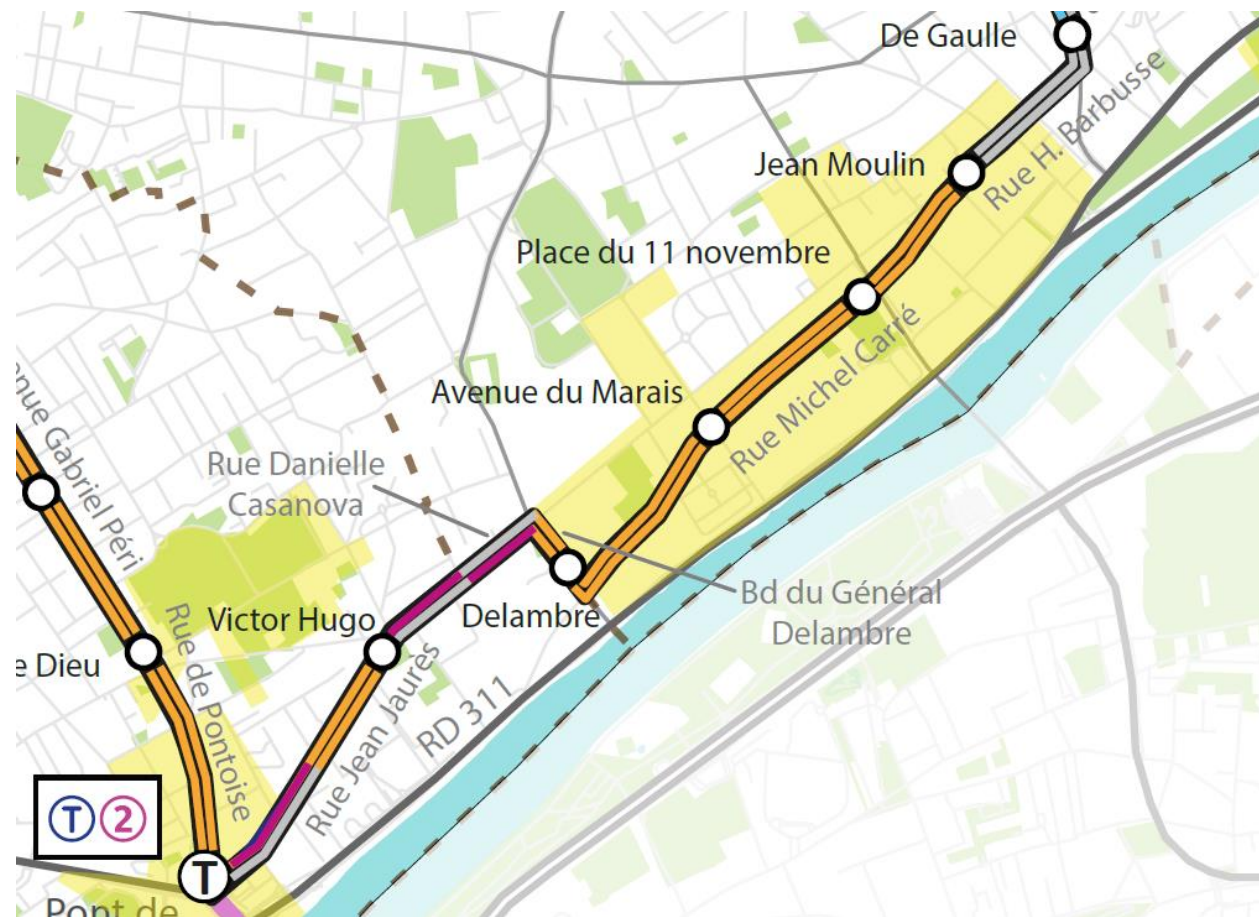 De Gaulle
Rue H. Barbusse
Jean Moulin
Place du 11 novembre
Rue Michel Carré
Avenue du Marais
Rue Danielle
Casanova
enue Gabriel Péri
Bd du Général
Delambre
Delambre
Victor Hugo
Rue de Pontoise
e Dieu
Rue Jean Jaurès
RD 311
T 2
T
Pont de